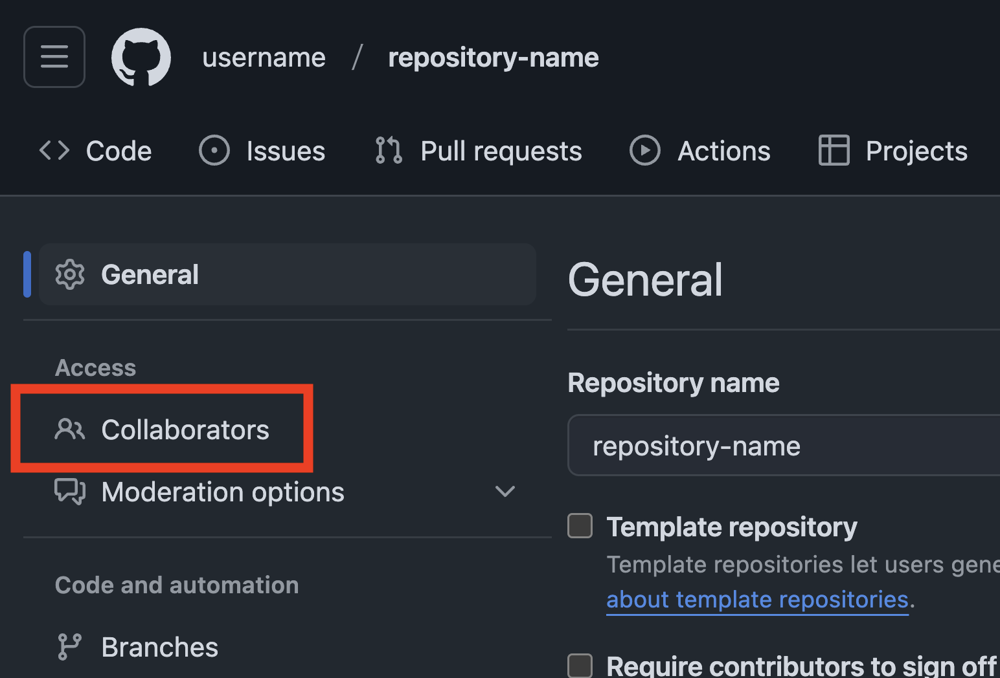 username / repository-name
Code Issues Pull requests Actions Projects
General
Access
Collaborators
Moderation options
Code and automation
Branches
General
Repository name
repository-name
Template repository
Template repositories let users gene
about template repositories.
Require contributors to sign off